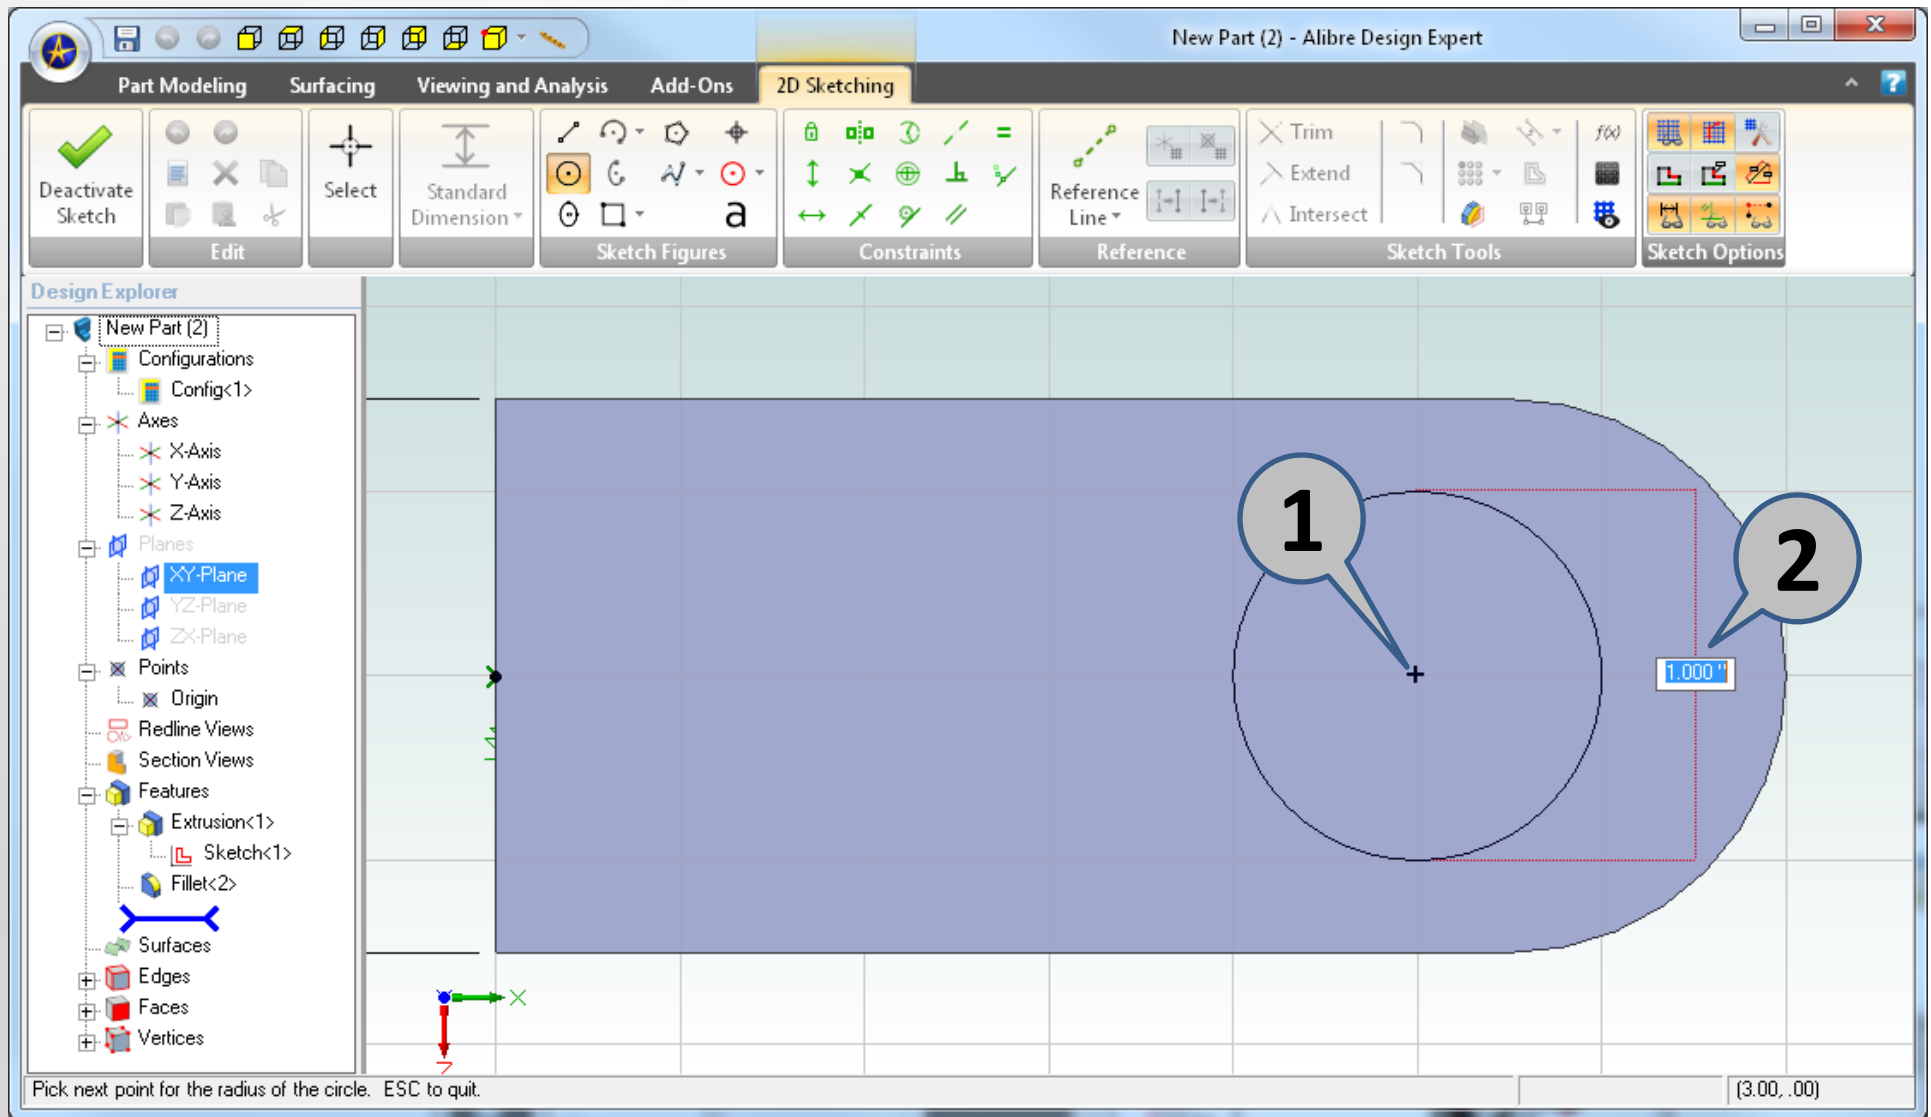 New Part (2) - Alibre Design Expert
Part Modeling Surfacing Viewing and Analysis Add-Ons 2D Sketching
?
Deactivate Sketch
Edit
Select
Standard Dimension
a
Sketch Figures
Constraints
Reference Line
Reference
Trim
Extend
Intersect
f(x)
Sketch Tools
Sketch Options
Design Explorer
New Part (2)
Configurations
Config<1>
Axes
X-Axis
Y-Axis
Z-Axis
Planes
XY-Plane
YZ-Plane
ZX-Plane
Points
Origin
Redline Views
Section Views
Features
Extrusion<1>
Sketch<1>
Fillet<2>
Surfaces
Edges
Faces
Vertices
1
2
1.000 "
X
Z
Pick next point for the radius of the circle. ESC to quit.
(3.00, .00)